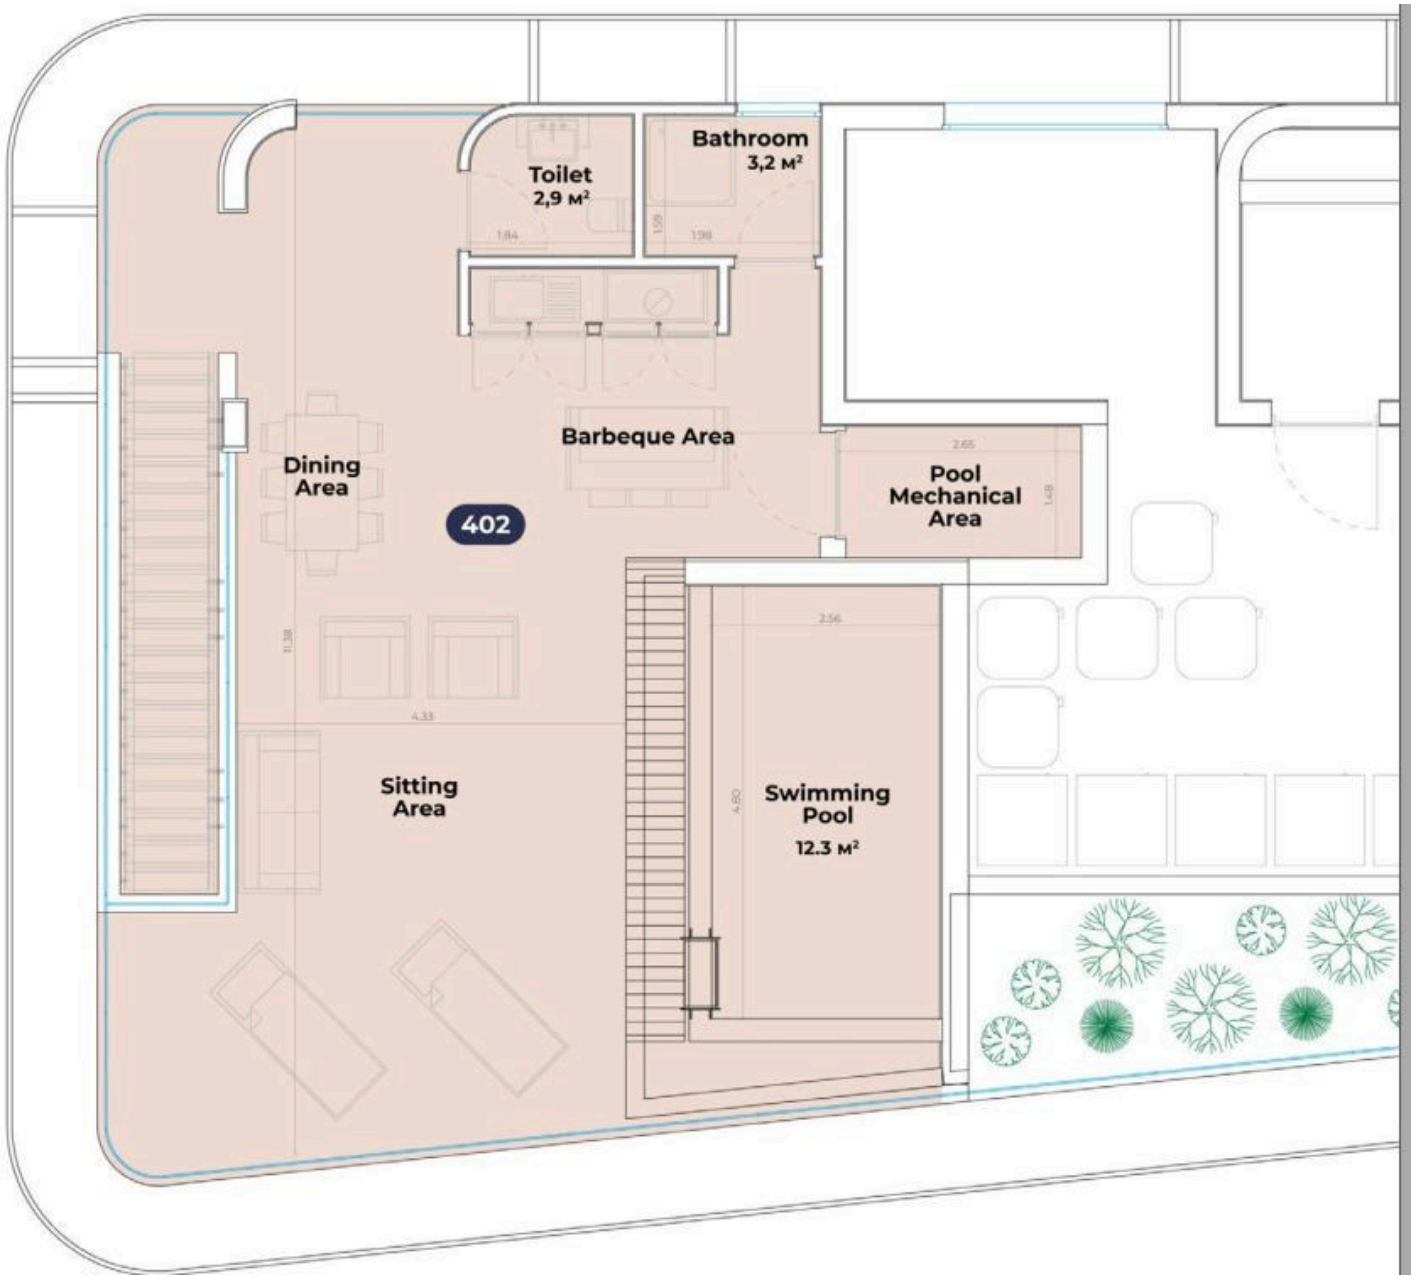 Bathroom
3,2 м²
Toilet
2,9 м²
1.59
1.84
1.98
Barbeque Area
2.65
Dining
Area
Pool
Mechanical
Area
1.48
402
11.38
2.56
4.33
Sitting
Area
4.80
Swimming
Pool
12.3 м²